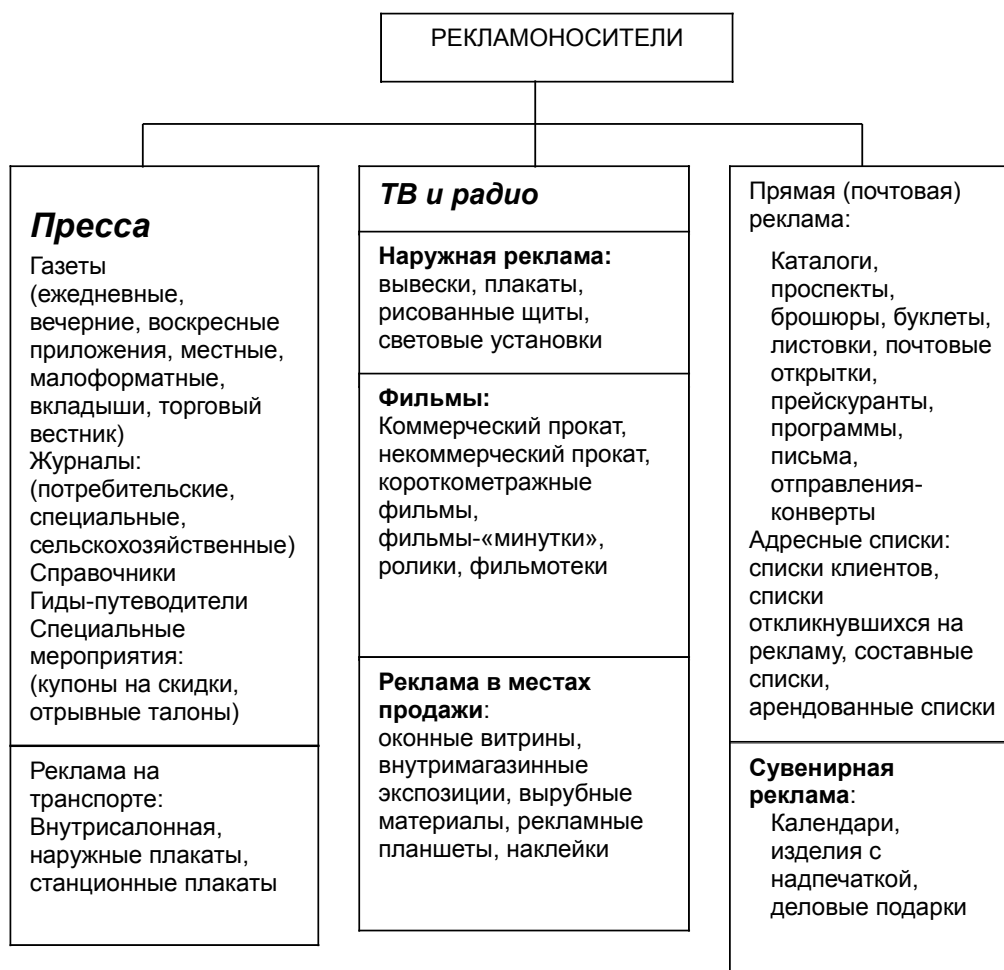 РЕКЛАМОНОСИТЕЛИ
Пресса
Газеты
(ежедневные,
вечерние, воскресные
приложения, местные,
малоформатные,
вкладыши, торговый
вестник)
Журналы:
(потребительские,
специальные,
сельскохозяйственные)
Справочники
Гиды-путеводители
Специальные
мероприятия:
(купоны на скидки,
отрывные талоны)
Реклама на
транспорте:
Внутрисалонная,
наружные плакаты,
станционные плакаты
ТВ и радио
Наружная реклама:
вывески, плакаты,
рисованные щиты,
световые установки
Фильмы:
Коммерческий прокат,
некоммерческий прокат,
короткометражные
фильмы,
фильмы-«минутки»,
ролики, фильмотеки
Реклама в местах
продажи:
оконные витрины,
внутримагазинные
экспозиции, вырубные
материалы, рекламные
планшеты, наклейки
Прямая (почтовая)
реклама:
Каталоги,
проспекты,
брошюры, буклеты,
листовки, почтовые
открытки,
прейскуранты,
программы,
письма,
отправления-
конверты
Адресные списки:
списки клиентов,
списки
откликнувшихся на
рекламу, составные
списки,
арендованные списки
Сувенирная
реклама:
Календари,
изделия с
надпечаткой,
деловые подарки